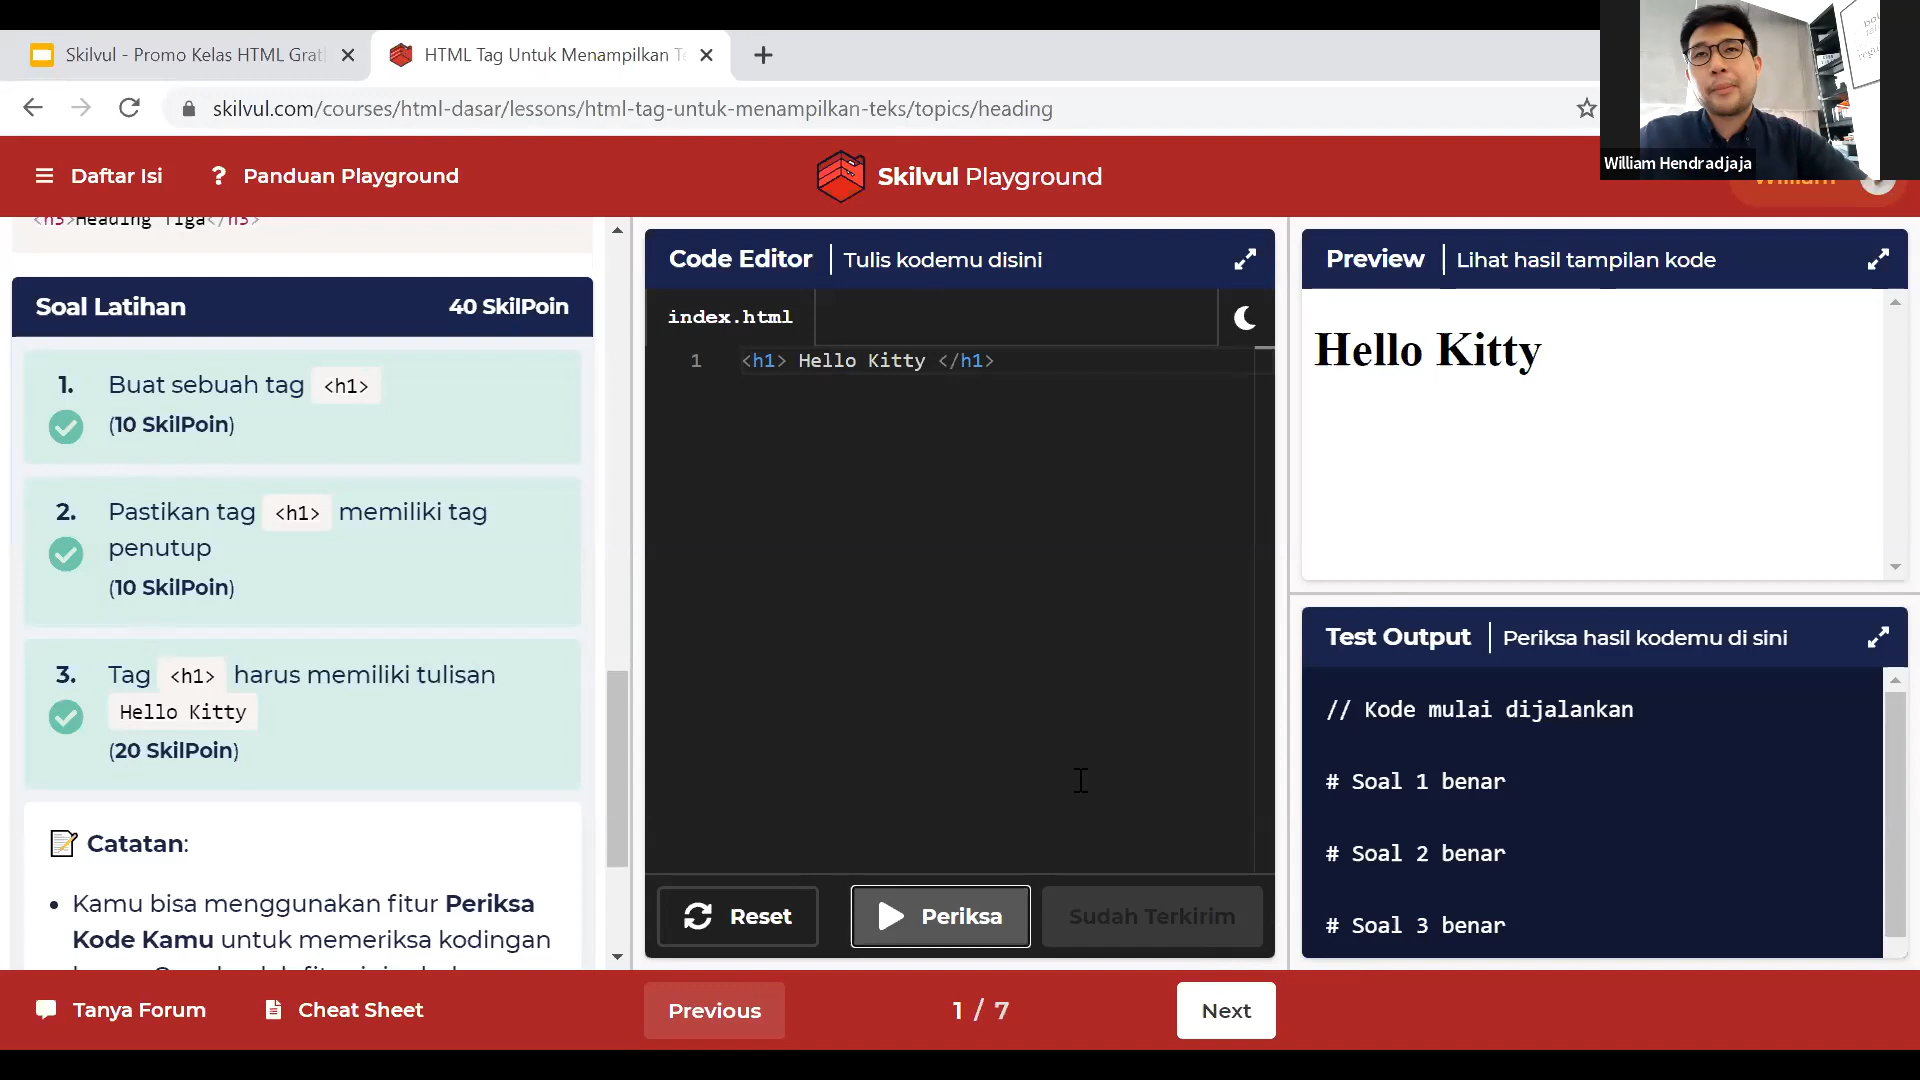 Skilvul - Promo Kelas HTML Grat
HTML Tag Untuk Menampilkan Te
skilvul.com/courses/html-dasar/lessons/html-tag-untuk-menampilkan-teks/topics/heading
William Hendradjaja
Daftar Isi
? Panduan Playground
Skilvul Playground
William
<h3>Heading Tiga</h3>
Soal Latihan
40 SkilPoin
1. Buat sebuah tag <h1>
(10 SkilPoin)
2. Pastikan tag <h1> memiliki tag
penutup
(10 SkilPoin)
3. Tag <h1> harus memiliki tulisan
Hello Kitty
(20 SkilPoin)
Catatan:
• Kamu bisa menggunakan fitur Periksa
Kode Kamu untuk memeriksa kodingan
Code Editor | Tulis kodemu disini
index.html
1 <h1> Hello Kitty </h1>
Reset
Periksa
Sudah Terkirim
Preview | Lihat hasil tampilan kode
Hello Kitty
Test Output | Periksa hasil kodemu di sini
// Kode mulai dijalankan
# Soal 1 benar
# Soal 2 benar
# Soal 3 benar
Tanya Forum
Cheat Sheet
Previous
1 / 7
Next